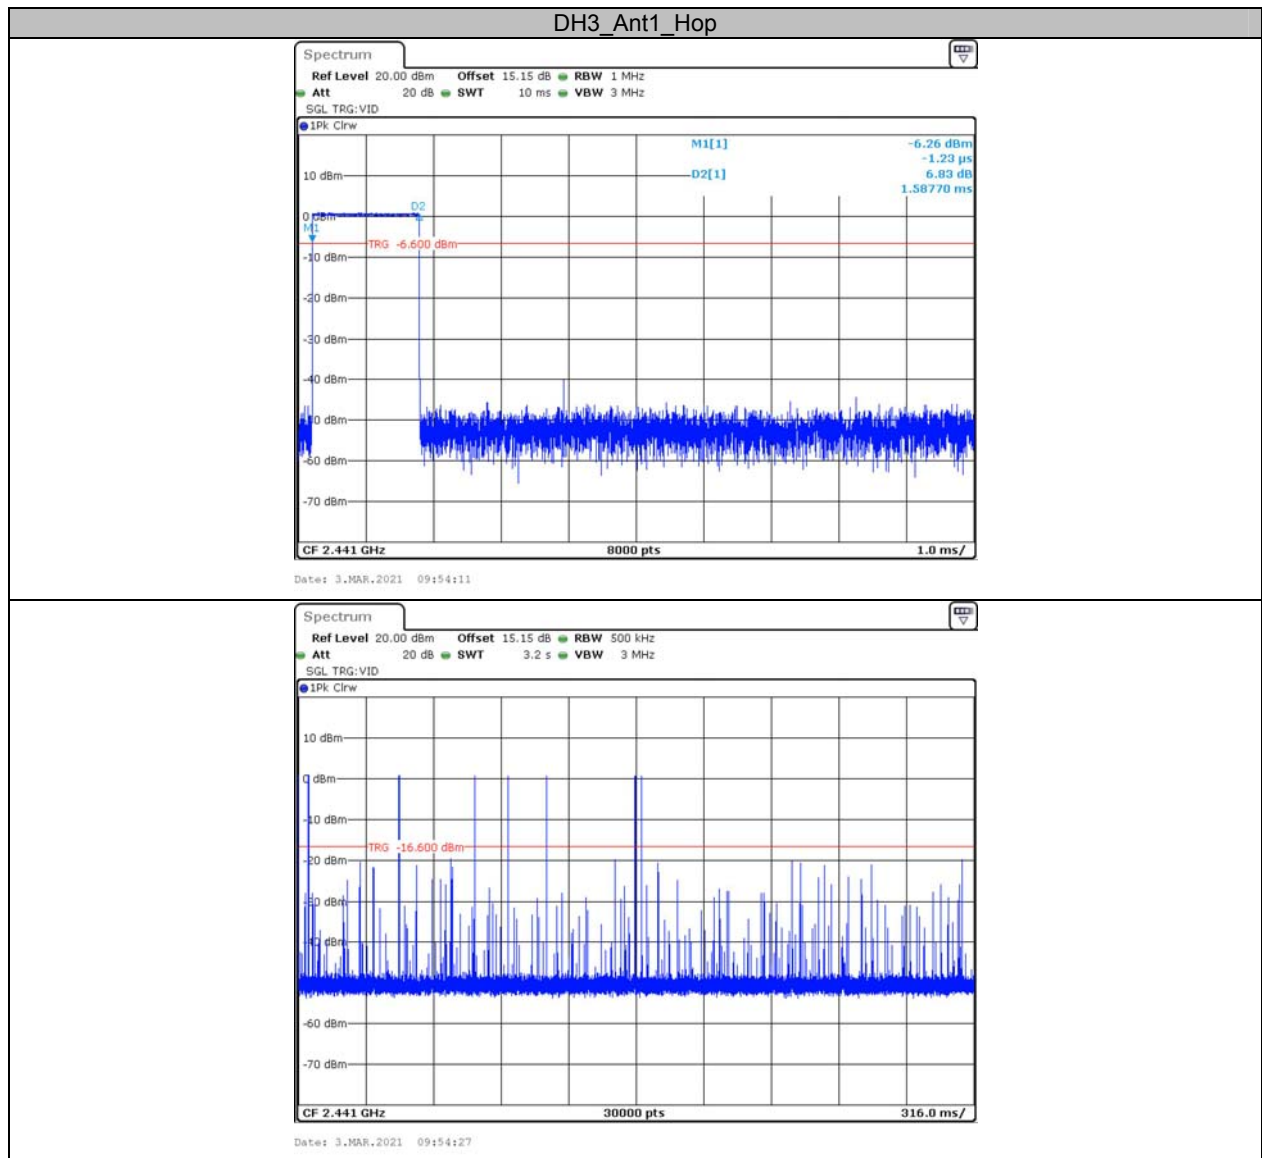 DH3_Ant1_Hop
Spectrum
Ref Level 20.00 dBm Offset 15.15 dB RBW 1 MHz
Att 20 dB SWT 10 ms VBW 3 MHz
SGL TRG:VID
1Pk Clrw
M1[1] -6.26 dBm
-1.23 µs
10 dBm D2[1] 6.83 dB
1.58770 ms
D2
0 dBm
M1
TRG -6.600 dBm
-10 dBm
-20 dBm
-30 dBm
-40 dBm
dBm
-60 dBm
-70 dBm
CF 2.441 GHz 8000 pts 1.0 ms/
Date: 3.MAR.2021 09:54:11
Spectrum
Ref Level 20.00 dBm Offset 15.15 dB RBW 500 kHz
Att 20 dB SWT 3.2 s VBW 3 MHz
SGL TRG:VID
1Pk Clrw
10 dBm
0 dBm
-10 dBm
TRG -16.600 dBm
-20 dBm
-30 dBm
-40 dBm
-60 dBm
-70 dBm
CF 2.441 GHz 30000 pts 316.0 ms/
Date: 3.MAR.2021 09:54:27